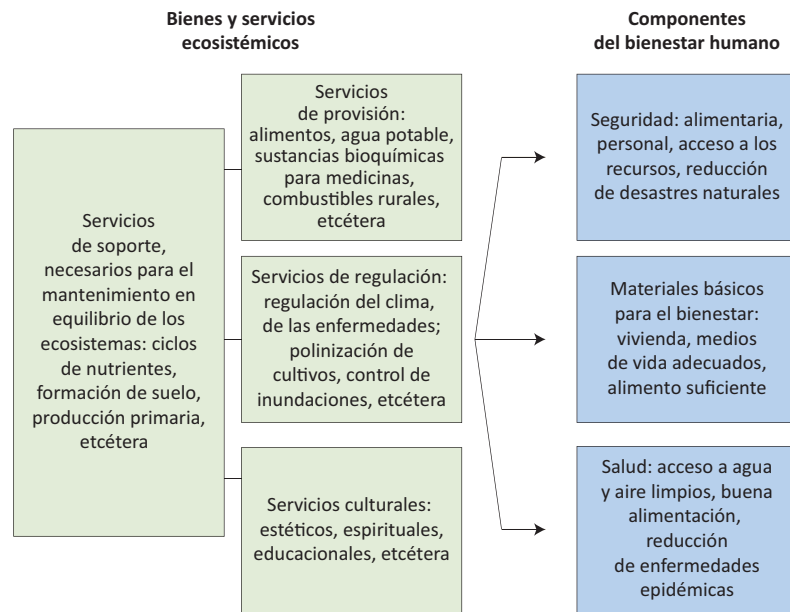 Bienes y servicios
ecosistémicos
Componentes
del bienestar humano
Servicios
de soporte,
necesarios para el
mantenimiento en
equilibrio de los
ecosistemas: ciclos
de nutrientes,
formación de suelo,
producción primaria,
etcétera
Servicios
de provisión:
alimentos, agua potable,
sustancias bioquímicas
para medicinas,
combustibles rurales,
etcétera
Servicios de regulación:
regulación del clima,
de las enfermedades;
polinización de
cultivos, control de
inundaciones, etcétera
Servicios culturales:
estéticos, espirituales,
educacionales, etcétera
Seguridad: alimentaria,
personal, acceso a los
recursos, reducción
de desastres naturales
Materiales básicos
para el bienestar:
vivienda, medios
de vida adecuados,
alimento suficiente
Salud: acceso a agua
y aire limpios, buena
alimentación,
reducción
de enfermedades
epidémicas